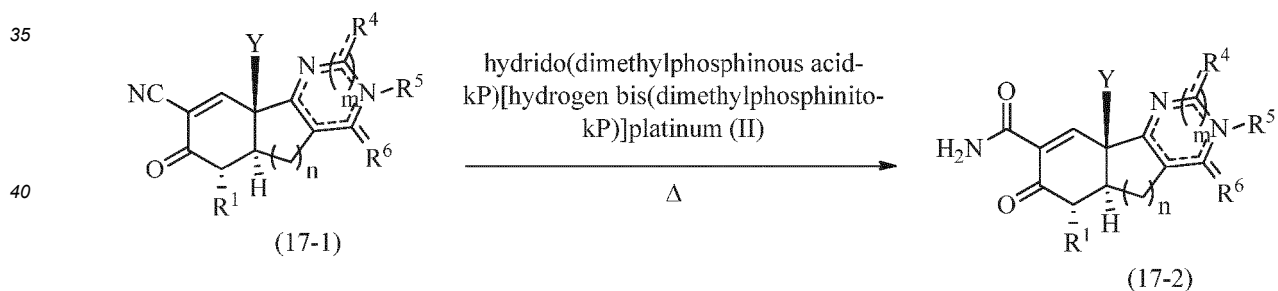 35
40
NC
O
R¹
H
Y
( )n
N
( )m
N
R⁴
R⁵
R⁶
(17-1)
hydrido(dimethylphosphinous acid-
kP)[hydrogen bis(dimethylphosphinito-
kP)]platinum (II)
Δ
O
H₂N
O
R¹
H
Y
( )n
N
( )m
N
R⁴
R⁵
R⁶
(17-2)